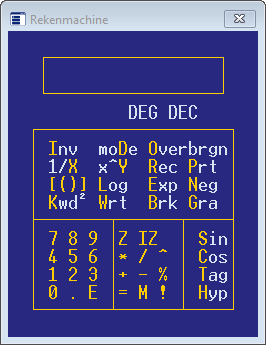 Rekenmachine
DEG DEC
Inv moDe Overbrgn
1/X x^Y Rec Prt
[()] Log Exp Neg
Kwd² Wrt Brk Gra
7 8 9 Z IZ Sin
4 5 6 * / ^ Cos
1 2 3 + - % Tag
0 . E = M ! Hyp